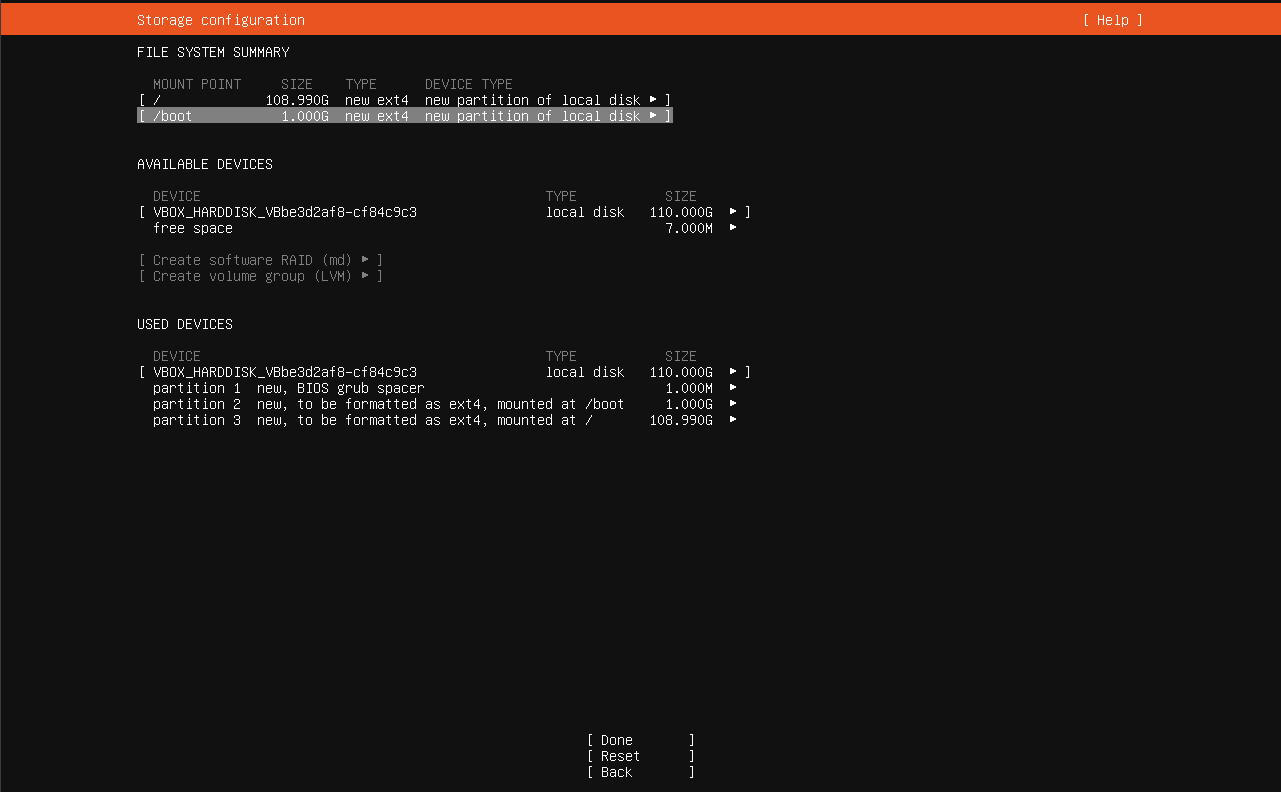 Storage configuration [ Help ]
FILE SYSTEM SUMMARY
MOUNT POINT SIZE TYPE DEVICE TYPE
[ / 108.990G new ext4 new partition of local disk ▸ ]
[ /boot 1.000G new ext4 new partition of local disk ▸ ]
AVAILABLE DEVICES
DEVICE TYPE SIZE
[ VBOX_HARDDISK_VBbe3d2af8-cf84c9c3 local disk 110.000G ▸ ]
free space 7.000M ▸
[ Create software RAID (md) ▸ ]
[ Create volume group (LVM) ▸ ]
USED DEVICES
DEVICE TYPE SIZE
[ VBOX_HARDDISK_VBbe3d2af8-cf84c9c3 local disk 110.000G ▸ ]
partition 1 new, BIOS grub spacer 1.000M ▸
partition 2 new, to be formatted as ext4, mounted at /boot 1.000G ▸
partition 3 new, to be formatted as ext4, mounted at / 108.990G ▸
[ Done ]
[ Reset ]
[ Back ]